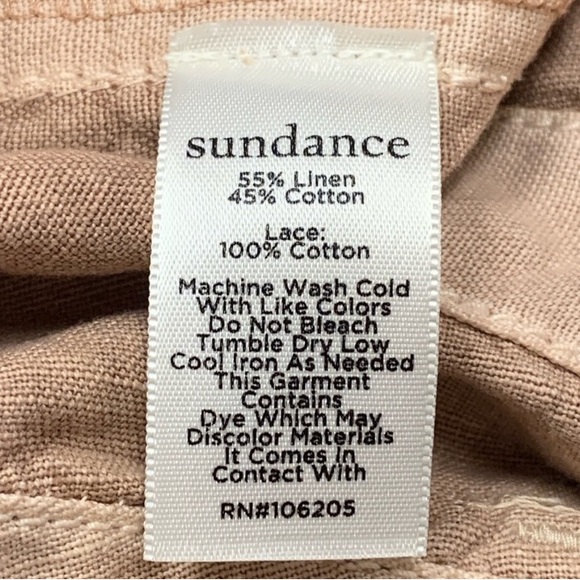 sundance
55% Linen
45% Cotton
Lace:
100% Cotton
Machine Wash Cold
With Like Colors
Do Not Bleach
Tumble Dry Low
Cool Iron As Needed
This Garment
Contains
Dye Which May
Discolor Materials
It Comes In
Contact With
RN#106205